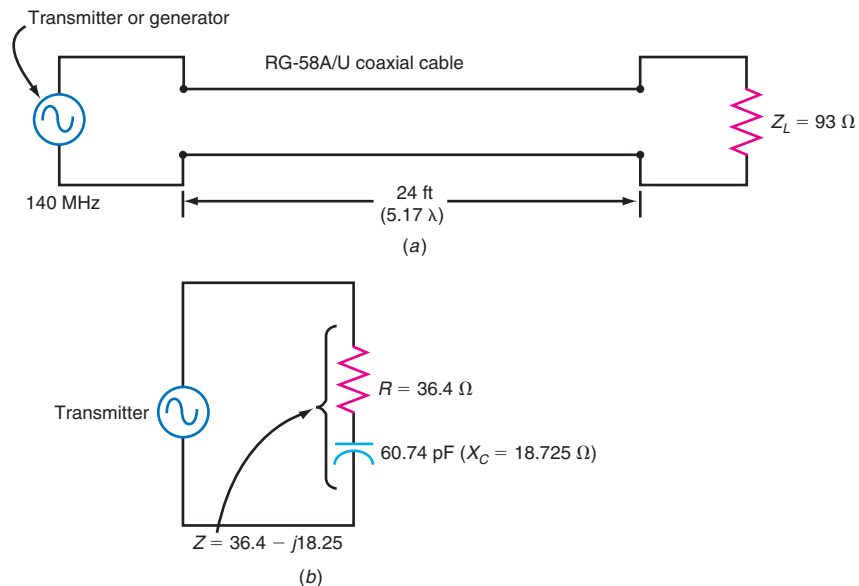 Transmitter or generator
RG-58A/U coaxial cable
Z_L = 93 Ω
140 MHz
24 ft
(5.17 λ)
(a)
R = 36.4 Ω
Transmitter
60.74 pF (X_C = 18.725 Ω)
Z = 36.4 − j18.25
(b)